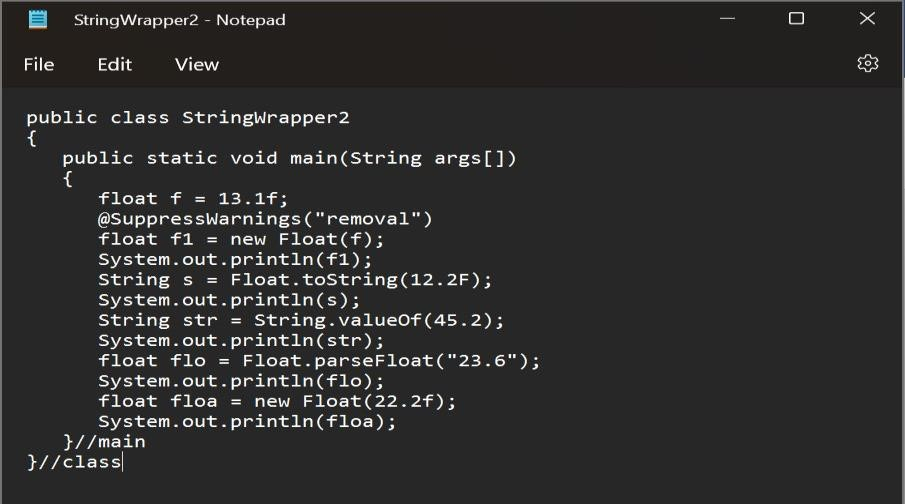 StringWrapper2 - Notepad
File Edit View
public class StringWrapper2
{
   public static void main(String args[])
   {
      float f = 13.1f;
      @SuppressWarnings("removal")
      float f1 = new Float(f);
      System.out.println(f1);
      String s = Float.toString(12.2F);
      System.out.println(s);
      String str = String.valueOf(45.2);
      System.out.println(str);
      float flo = Float.parseFloat("23.6");
      System.out.println(flo);
      float floa = new Float(22.2f);
      System.out.println(floa);
   }//main
}//class